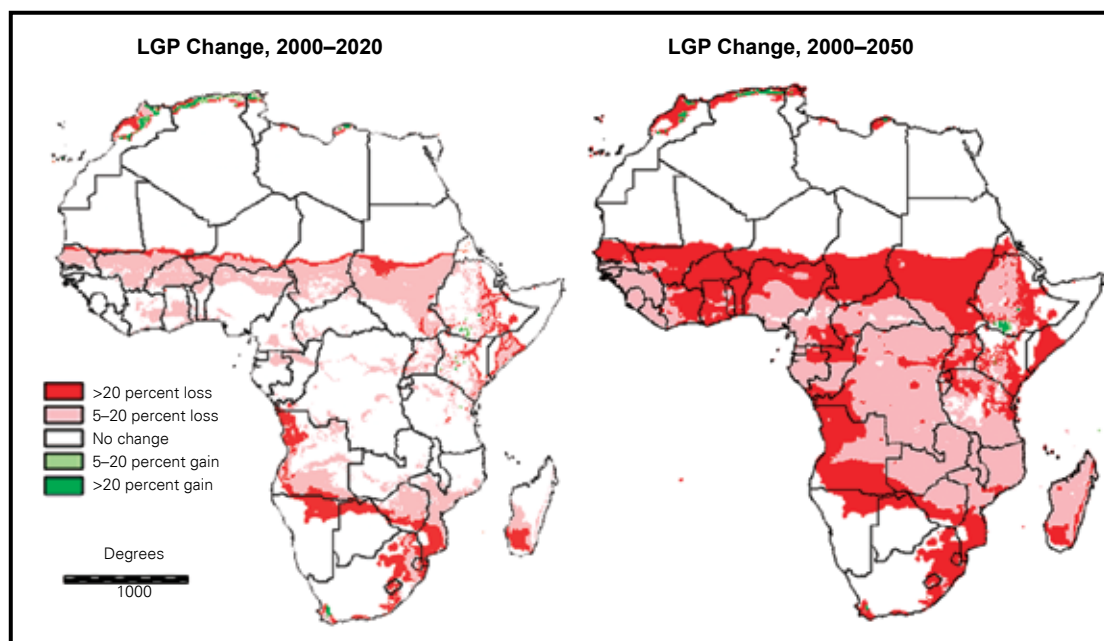 LGP Change, 2000–2020
LGP Change, 2000–2050
>20 percent loss
5–20 percent loss
No change
5–20 percent gain
>20 percent gain
Degrees
1000